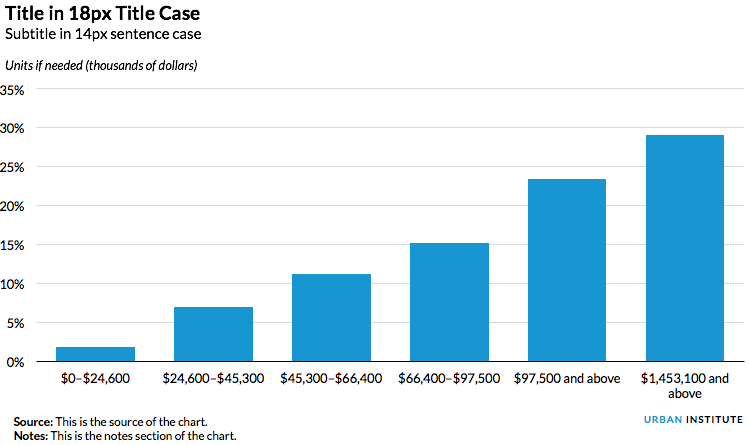 Title in 18px Title Case
Subtitle in 14px sentence case
Units if needed (thousands of dollars)
35%
30%
25%
20%
15%
10%
5%
0%
$0–$24,600
$24,600–$45,300
$45,300–$66,400
$66,400–$97,500
$97,500 and above
$1,453,100 and
above
Source: This is the source of the chart.
URBAN INSTITUTE
Notes: This is the notes section of the chart.